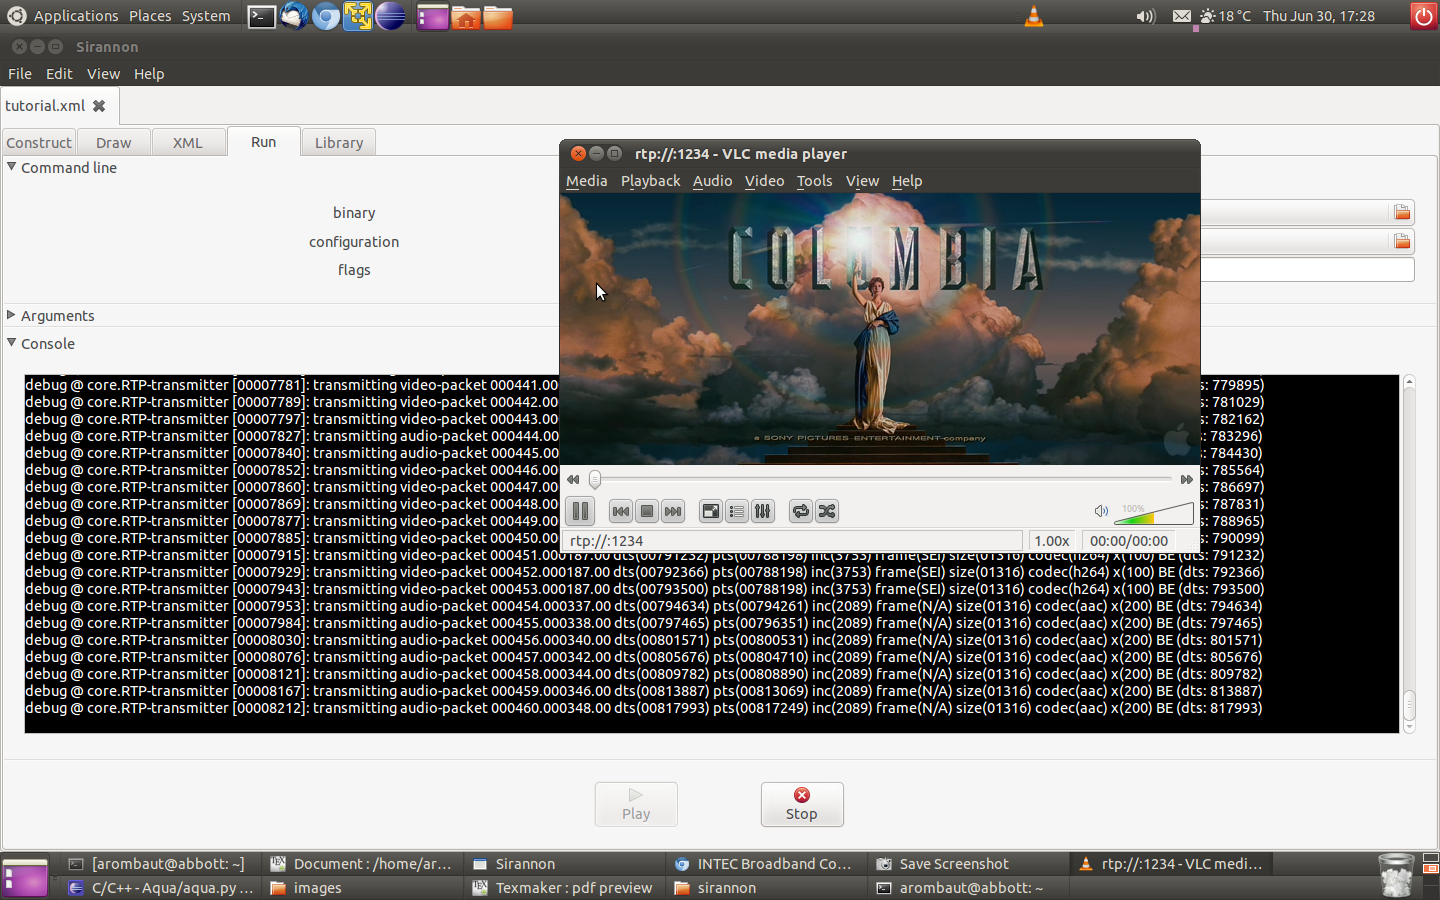 Applications Places System
18 °C Thu Jun 30, 17:28
Sirannon
File Edit View Help
tutorial.xml
Construct Draw XML Run Library
Command line
binary
configuration
flags
Arguments
Console
rtp://:1234 - VLC media player
Media Playback Audio Video Tools View Help
COLUMBIA
a SONY PICTURES ENTERTAINMENT company
100%
rtp://:1234 1.00x 00:00/00:00
debug @ core.RTP-transmitter [00007781]: transmitting video-packet 000441.00 ts: 779895)
debug @ core.RTP-transmitter [00007789]: transmitting video-packet 000442.00 ts: 781029)
debug @ core.RTP-transmitter [00007797]: transmitting video-packet 000443.00 ts: 782162)
debug @ core.RTP-transmitter [00007827]: transmitting audio-packet 000444.00 ts: 783296)
debug @ core.RTP-transmitter [00007840]: transmitting audio-packet 000445.00 ts: 784430)
debug @ core.RTP-transmitter [00007852]: transmitting video-packet 000446.00 ts: 785564)
debug @ core.RTP-transmitter [00007860]: transmitting video-packet 000447.00 ts: 786697)
debug @ core.RTP-transmitter [00007869]: transmitting video-packet 000448.00 ts: 787831)
debug @ core.RTP-transmitter [00007877]: transmitting video-packet 000449.00 ts: 788965)
debug @ core.RTP-transmitter [00007885]: transmitting video-packet 000450.00 ts: 790099)
debug @ core.RTP-transmitter [00007915]: transmitting video-packet 000451.000187.00 dts(00791232) pts(00788198) inc(3753) frame(SEI) size(01316) codec(h264) x(100) BE (dts: 791232)
debug @ core.RTP-transmitter [00007929]: transmitting video-packet 000452.000187.00 dts(00792366) pts(00788198) inc(3753) frame(SEI) size(01316) codec(h264) x(100) BE (dts: 792366)
debug @ core.RTP-transmitter [00007943]: transmitting video-packet 000453.000187.00 dts(00793500) pts(00788198) inc(3753) frame(SEI) size(01316) codec(h264) x(100) BE (dts: 793500)
debug @ core.RTP-transmitter [00007953]: transmitting audio-packet 000454.000337.00 dts(00794634) pts(00794261) inc(2089) frame(N/A) size(01316) codec(aac) x(200) BE (dts: 794634)
debug @ core.RTP-transmitter [00007984]: transmitting audio-packet 000455.000338.00 dts(00797465) pts(00796351) inc(2089) frame(N/A) size(01316) codec(aac) x(200) BE (dts: 797465)
debug @ core.RTP-transmitter [00008030]: transmitting audio-packet 000456.000340.00 dts(00801571) pts(00800531) inc(2089) frame(N/A) size(01316) codec(aac) x(200) BE (dts: 801571)
debug @ core.RTP-transmitter [00008076]: transmitting audio-packet 000457.000342.00 dts(00805676) pts(00804710) inc(2089) frame(N/A) size(01316) codec(aac) x(200) BE (dts: 805676)
debug @ core.RTP-transmitter [00008121]: transmitting audio-packet 000458.000344.00 dts(00809782) pts(00808890) inc(2089) frame(N/A) size(01316) codec(aac) x(200) BE (dts: 809782)
debug @ core.RTP-transmitter [00008167]: transmitting audio-packet 000459.000346.00 dts(00813887) pts(00813069) inc(2089) frame(N/A) size(01316) codec(aac) x(200) BE (dts: 813887)
debug @ core.RTP-transmitter [00008212]: transmitting audio-packet 000460.000348.00 dts(00817993) pts(00817249) inc(2089) frame(N/A) size(01316) codec(aac) x(200) BE (dts: 817993)
Play Stop
[arombaut@abbott: ~] Document : /home/ar... Sirannon INTEC Broadband Co... Save Screenshot rtp://:1234 - VLC medi...
C/C++ - Aqua/aqua.py ... images Texmaker : pdf preview sirannon arombaut@abbott: ~